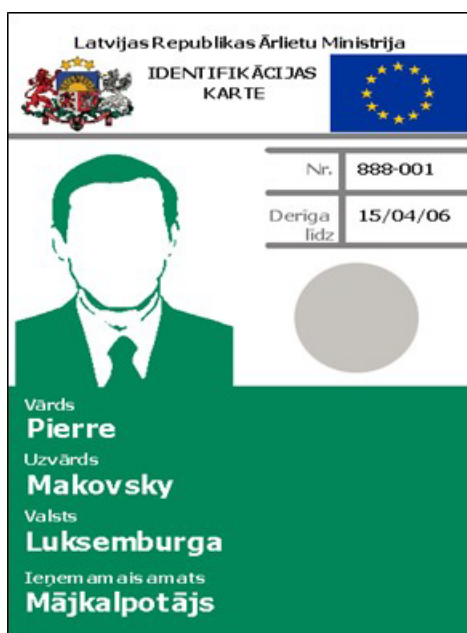 Latvijas Republikas Ārlietu Ministrija
IDENTIFIKĀCIJAS
KARTE
Nr. 888-001
Derīga 15/04/06
līdz
Vārds
Pierre
Uzvārds
Makovsky
Valsts
Luksemburga
Ieņemamais amats
Mājkalpotājs